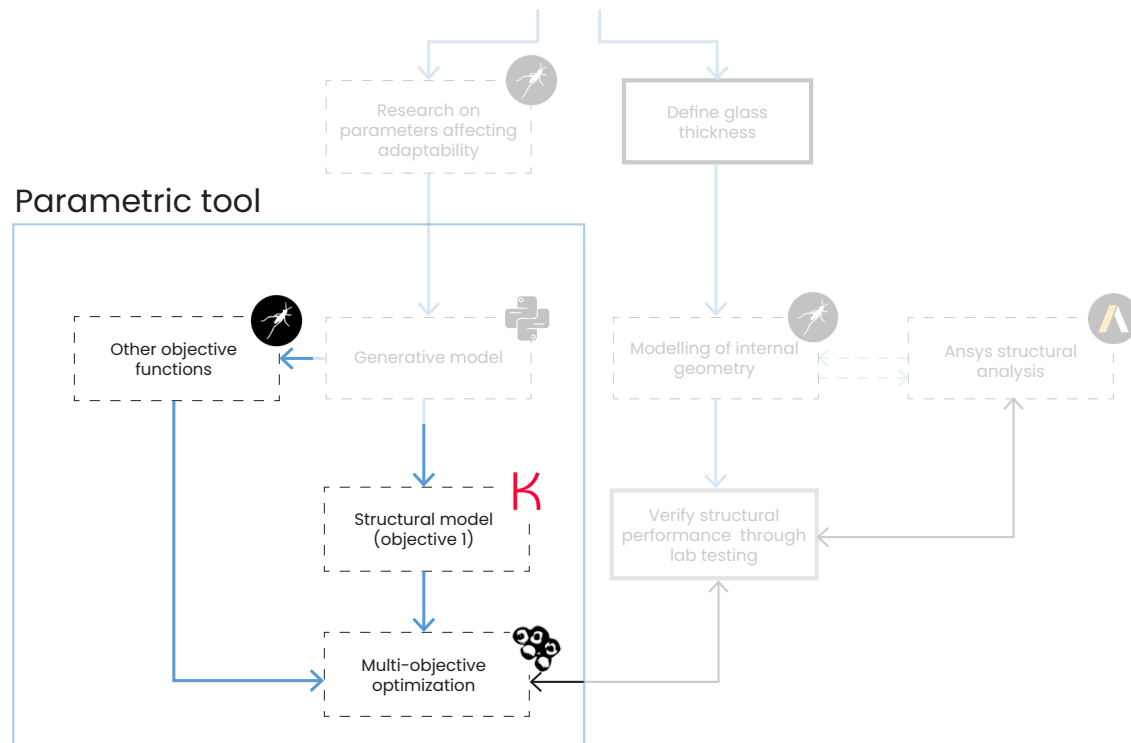 Research on
parameters affecting
adaptability
Define glass
thickness
Parametric tool
Other objective
functions
Generative model
Modelling of internal
geometry
Ansys structural
analysis
Structural model
(objective 1)
Verify structural
performance through
lab testing
Multi-objective
optimization